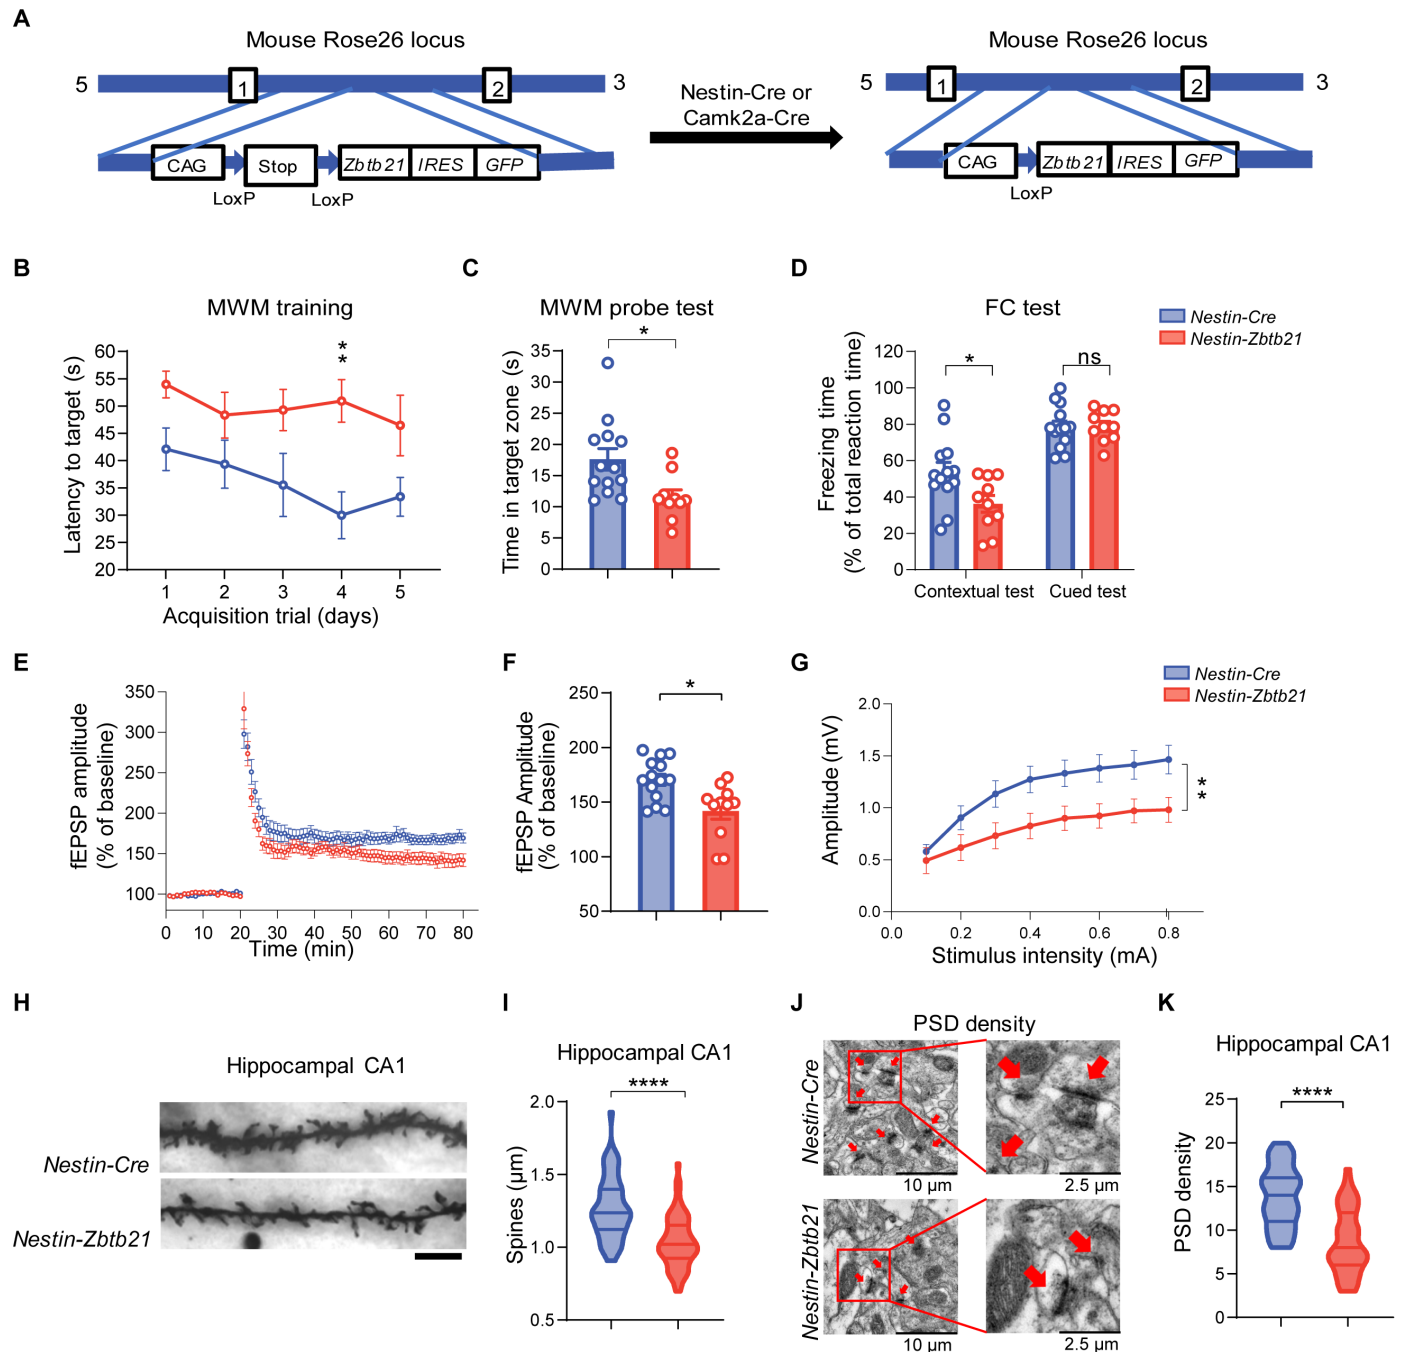 A
Mouse Rose26 locus
Mouse Rose26 locus
5
1
2
3
Nestin-Cre or
Camk2a-Cre
5
1
2
3
CAG
Stop
Zbtb21
IRES
GFP
LoxP
LoxP
CAG
Zbtb21
IRES
GFP
LoxP
B
MWM training
Latency to target (s)
60
55
50
45
40
35
30
25
20
**
1
2
3
4
5
Acquisition trial (days)
C
MWM probe test
*
Time in target zone (s)
35
30
25
20
15
10
5
0
D
FC test
Nestin-Cre
Nestin-Zbtb21
Freezing time
(% of total reaction time)
120
100
80
60
40
20
0
*
ns
Contextual test
Cued test
E
fEPSP amplitude
(% of baseline)
350
300
250
200
150
100
0
10
20
30
40
50
60
70
80
Time (min)
F
fEPSP Amplitude
(% of baseline)
250
200
150
100
50
*
G
Nestin-Cre
Nestin-Zbtb21
Amplitude (mV)
2.0
1.5
1.0
0.5
0.0
**
0.0
0.2
0.4
0.6
0.8
Stimulus intensity (mA)
H
Hippocampal CA1
Nestin-Cre
Nestin-Zbtb21
I
Hippocampal CA1
****
Spines (µm)
2.0
1.5
1.0
0.5
J
PSD density
Nestin-Cre
10 µm
2.5 µm
Nestin-Zbtb21
10 µm
2.5 µm
K
Hippocampal CA1
****
PSD density
25
20
15
10
5
0